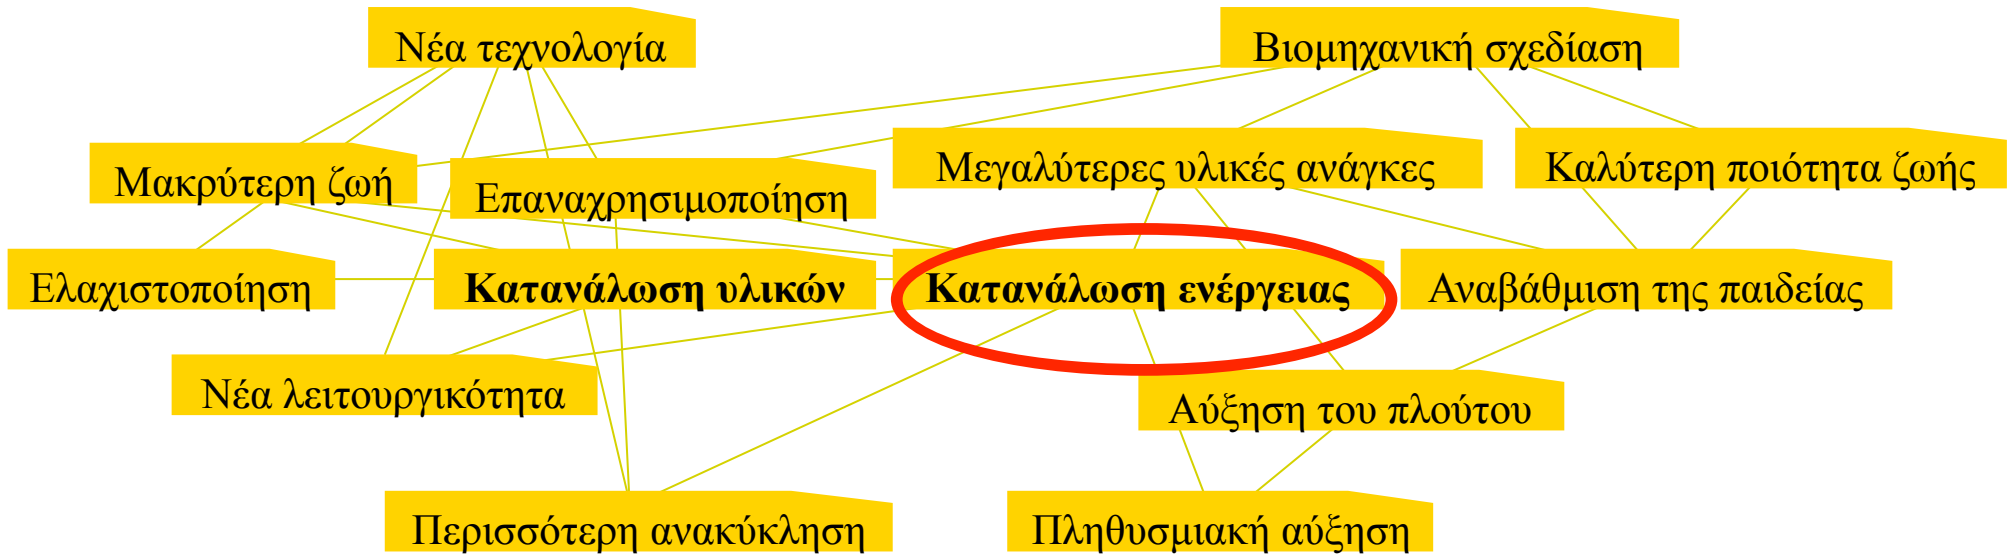 Νέα τεχνολογία
Βιομηχανική σχεδίαση
Μακρύτερη ζωή
Επαναχρησιμοποίηση
Μεγαλύτερες υλικές ανάγκες
Καλύτερη ποιότητα ζωής
Ελαχιστοποίηση
Κατανάλωση υλικών
Κατανάλωση ενέργειας
Αναβάθμιση της παιδείας
Νέα λειτουργικότητα
Αύξηση του πλούτου
Περισσότερη ανακύκληση
Πληθυσμιακή αύξηση